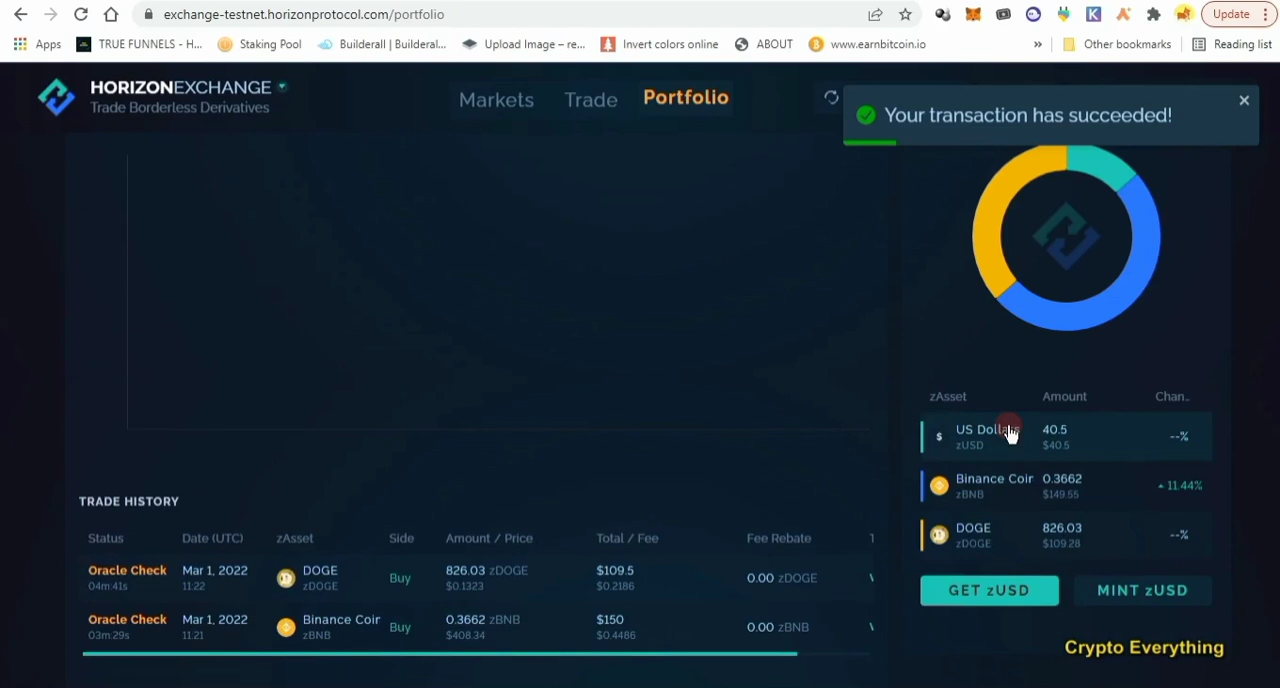 exchange-testnet.horizonprotocol.com/portfolio
Update
Apps
TRUE FUNNELS - H...
Staking Pool
Builderall | Builderal...
Upload Image – re...
Invert colors online
ABOUT
www.earnbitcoin.io
»
Other bookmarks
Reading list
HORIZONEXCHANGE
Trade Borderless Derivatives
Markets
Trade
Portfolio
Your transaction has succeeded!
zAsset Amount Chan..
US Dollars 40.5 --%
zUSD $40.5
Binance Coin 0.3662 11.44%
zBNB $149.55
DOGE 826.03 --%
zDOGE $109.28
GET zUSD
MINT zUSD
TRADE HISTORY
Status Date (UTC) zAsset Side Amount / Price Total / Fee Fee Rebate
Oracle Check Mar 1, 2022 DOGE Buy 826.03 zDOGE $109.5 0.00 zDOGE
04m:41s 11:22 zDOGE $0.1323 $0.2186
Oracle Check Mar 1, 2022 Binance Coin Buy 0.3662 zBNB $150 0.00 zBNB
03m:29s 11:21 zBNB $408.34 $0.4486
Crypto Everything